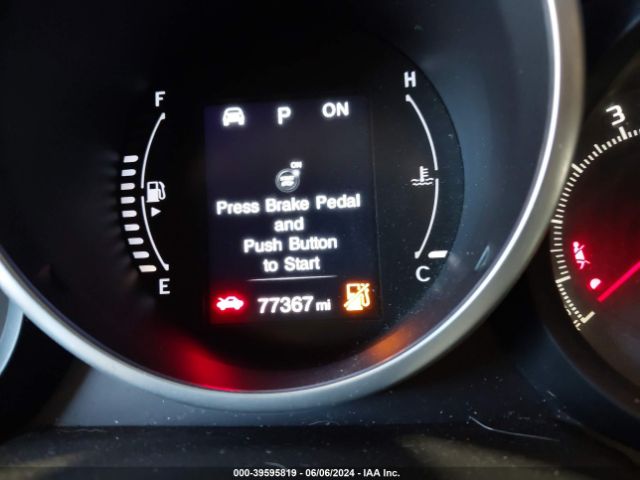 F
H
P ON
ON
Press Brake Pedal
and
Push Button
to Start
E
C
77367 mi
3
000-39595819 / 06/06/2024 - IAA Inc.